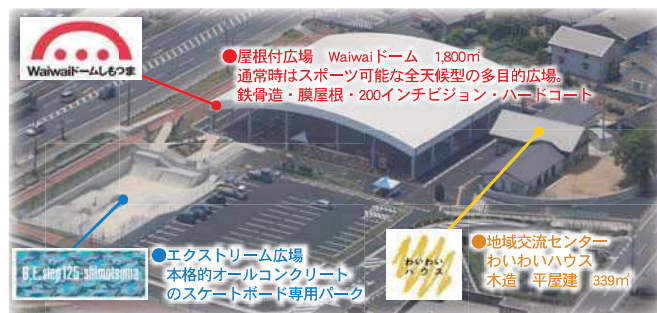 Waiwaiドームしもつま
●屋根付広場　Waiwaiドーム　1,800㎡
通常時はスポーツ可能な全天候型の多目的広場。
鉄骨造・膜屋根・200インチビジョン・ハードコート
B.E.step125-shimotsuma
●エクストリーム広場
本格的オールコンクリート
のスケートボード専用パーク
わいわい
ハウス
●地域交流センター
わいわいハウス
木造　平屋建　339㎡